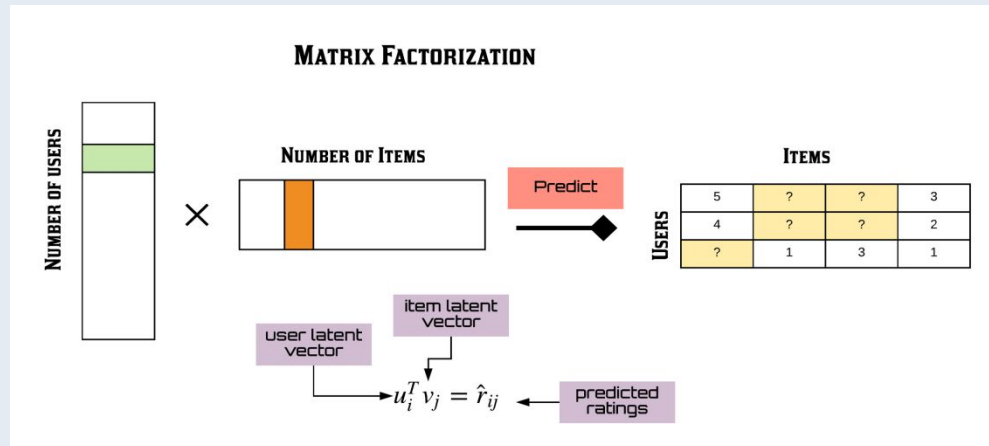 MATRIX FACTORIZATION
NUMBER OF USERS
×
NUMBER OF ITEMS
Predict
ITEMS
USERS
5 ? ? 3
4 ? ? 2
? 1 3 1
item latent
vector
user latent
vector
u_i^T v_j = r̂_ij
predicted
ratings